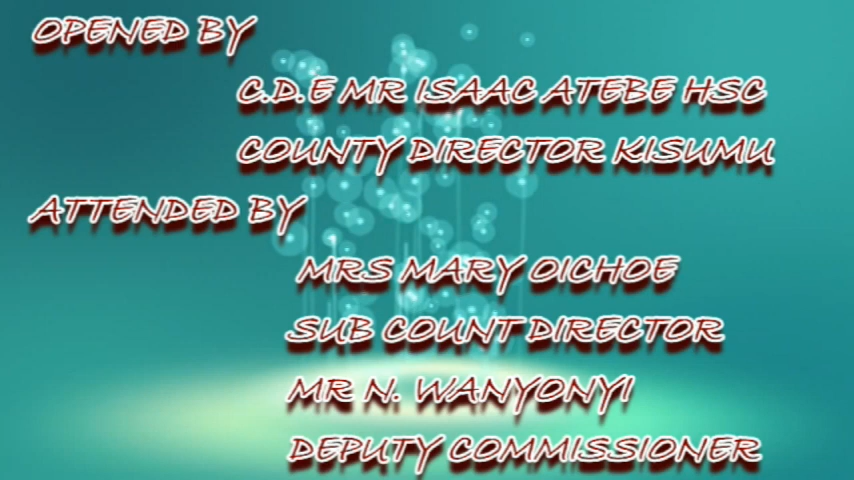 OPENED BY
C.D.E MR ISAAC ATEBE HSC
COUNTY DIRECTOR KISUMU
ATTENDED BY
MRS MARY OICHOE
SUB COUNT DIRECTOR
MR N. WANYONYI
DEPUTY COMMISSIONER